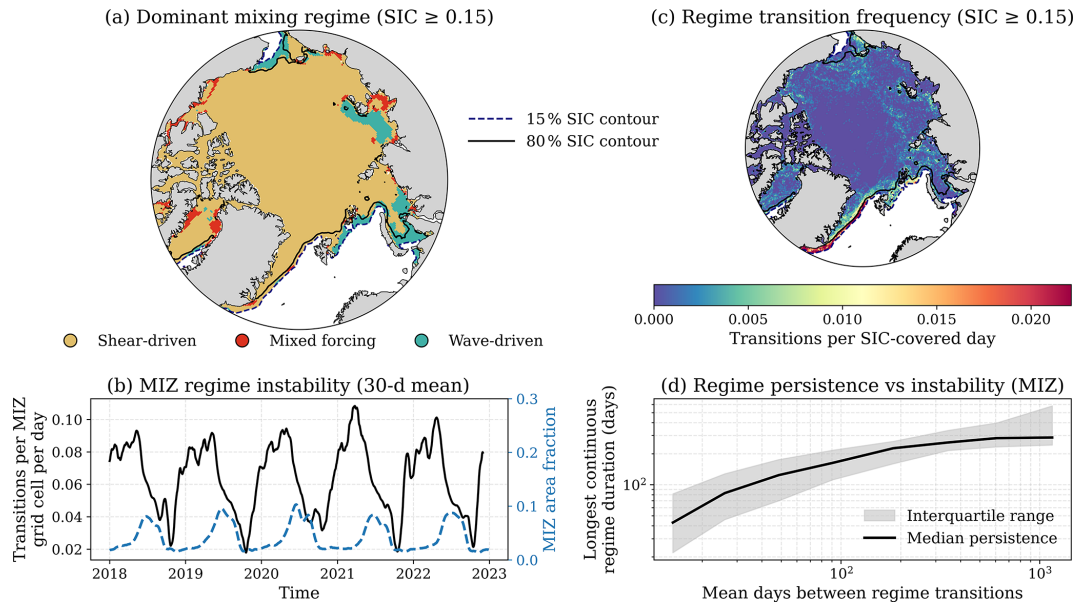 (a) Dominant mixing regime (SIC ≥ 0.15)
15 % SIC contour
80 % SIC contour
Shear-driven
Mixed forcing
Wave-driven
(c) Regime transition frequency (SIC ≥ 0.15)
0.000 0.005 0.010 0.015 0.020
Transitions per SIC-covered day
(b) MIZ regime instability (30-d mean)
Transitions per MIZ
grid cell per day
0.10
0.08
0.06
0.04
0.02
0.3
0.2
0.1
0.0
MIZ area fraction
2018 2019 2020 2021 2022 2023
Time
(d) Regime persistence vs instability (MIZ)
Longest continuous
regime duration (days)
10²
Interquartile range
Median persistence
10² 10³
Mean days between regime transitions